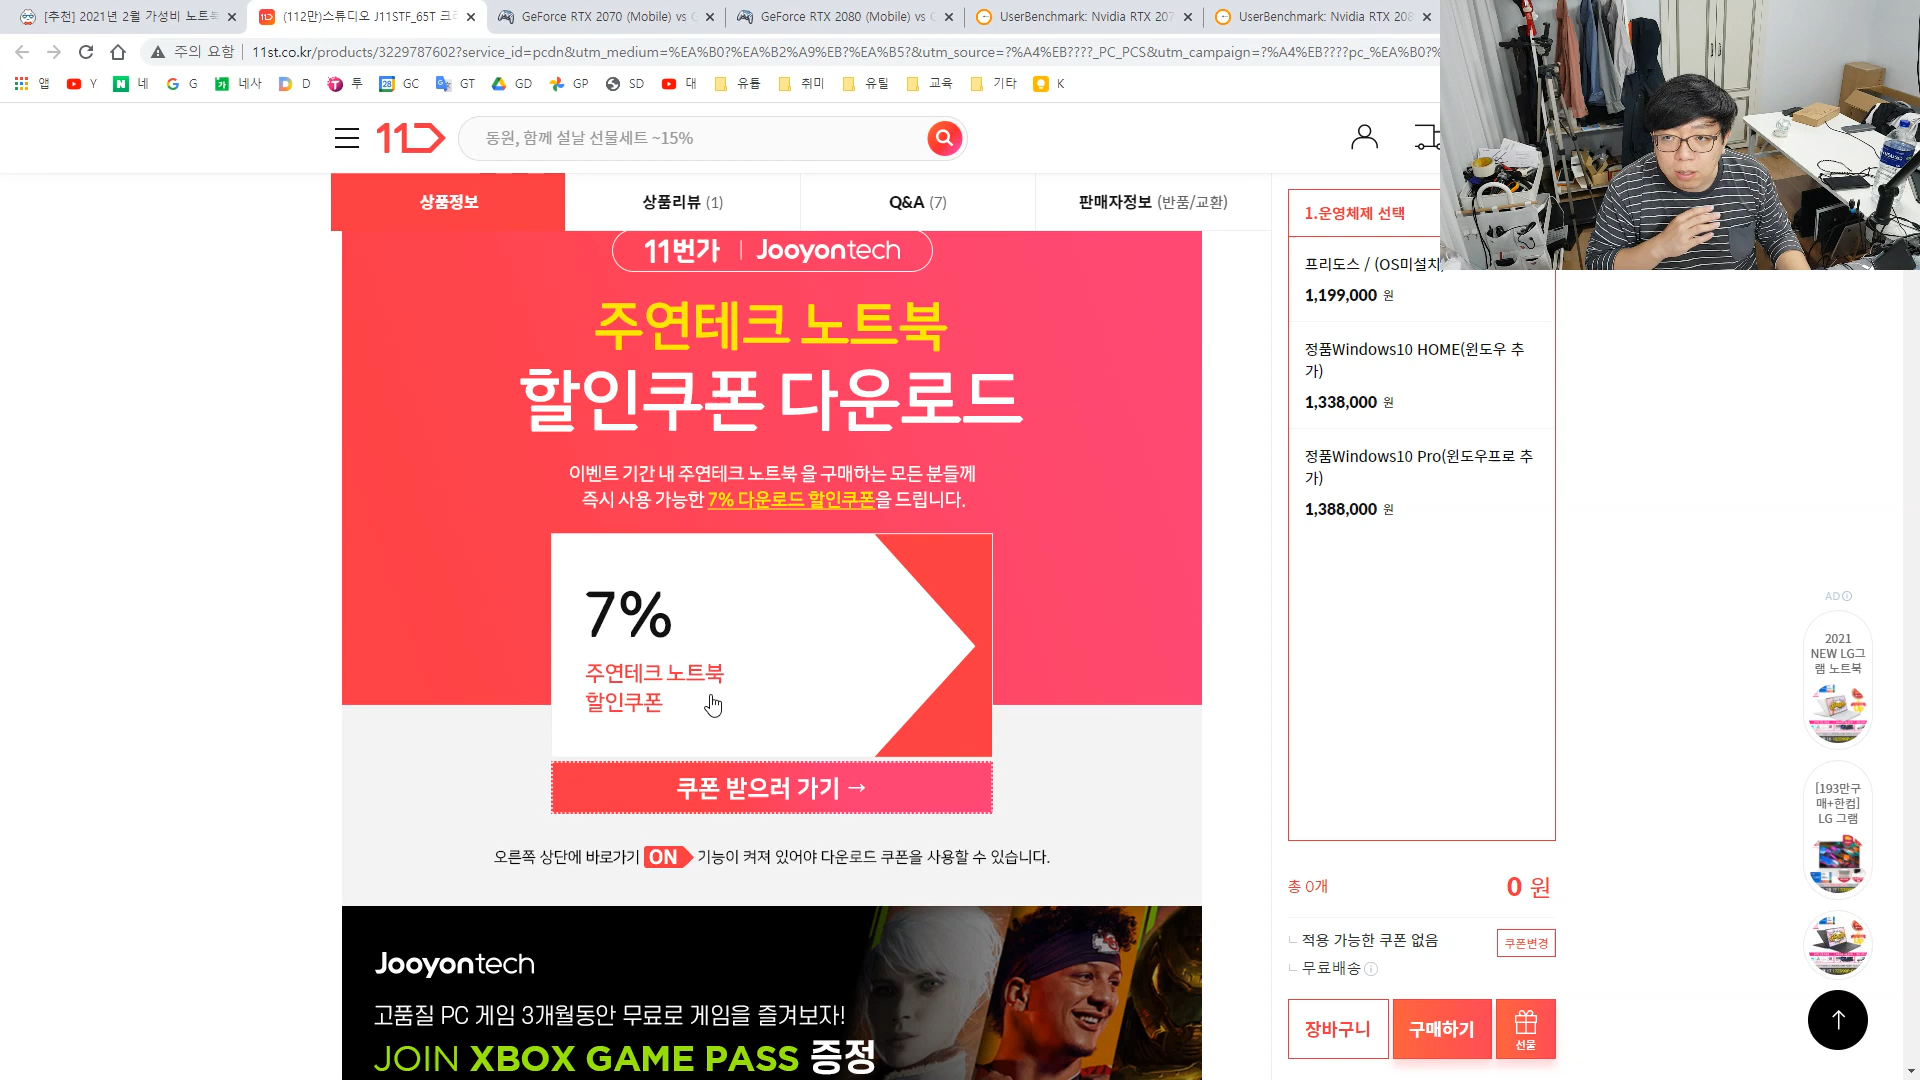 [추천] 2021년 2월 가성비 노트북
(112만)스튜디오 J11STF_65T 크리
GeForce RTX 2070 (Mobile) vs G
GeForce RTX 2080 (Mobile) vs G
UserBenchmark: Nvidia RTX 207
UserBenchmark: Nvidia RTX 208
주의 요함
11st.co.kr/products/3229787602?service_id=pcdn&utm_medium=%EA%B0?%EA%B2%A9%EB?%EA%B5?&utm_source=?%A4%EB????_PC_PCS&utm_campaign=?%A4%EB????pc_%EA%B0?%
앱 Y 네 G 네사 D 투 GC GT GD GP SD 대 유튭 취미 유틸 교육 기타 K
동원, 함께 설날 선물세트 ~15%
상품정보
상품리뷰 (1)
Q&A (7)
판매자정보 (반품/교환)
11번가 | Jooyontech
주연테크 노트북
할인쿠폰 다운로드
이벤트 기간 내 주연테크 노트북 을 구매하는 모든 분들께
즉시 사용 가능한 7% 다운로드 할인쿠폰을 드립니다.
7%
주연테크 노트북
할인쿠폰
쿠폰 받으러 가기 →
오른쪽 상단에 바로가기 ON 기능이 켜져 있어야 다운로드 쿠폰을 사용할 수 있습니다.
Jooyontech
고품질 PC 게임 3개월동안 무료로 게임을 즐겨보자!
JOIN XBOX GAME PASS 증정
1.운영체제 선택
프리도스 / (OS미설치)
1,199,000 원
정품Windows10 HOME(윈도우 추
가)
1,338,000 원
정품Windows10 Pro(윈도우프로 추
가)
1,388,000 원
총 0개
0 원
적용 가능한 쿠폰 없음
쿠폰변경
무료배송
장바구니
구매하기
선물
AD
2021
NEW LG그
램 노트북
[193만구
매+한컴]
LG 그램